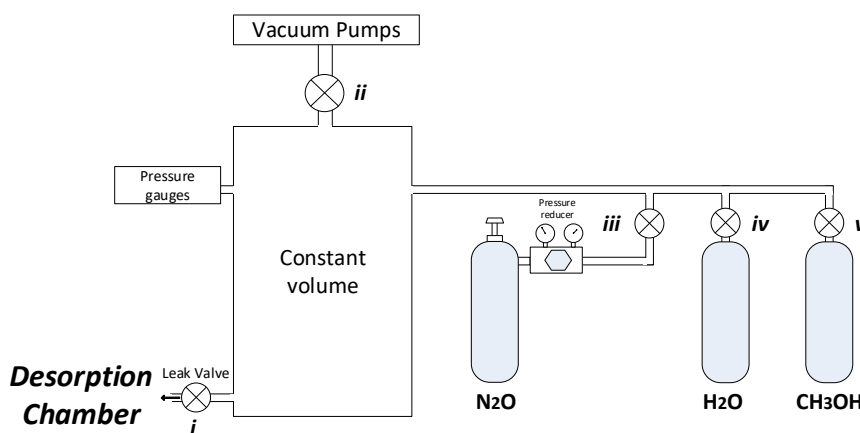 Vacuum Pumps
ii
Pressure
gauges
Pressure
reducer
iii
iv
v
Constant
volume
Desorption
Chamber
Leak Valve
i
N2O
H2O
CH3OH